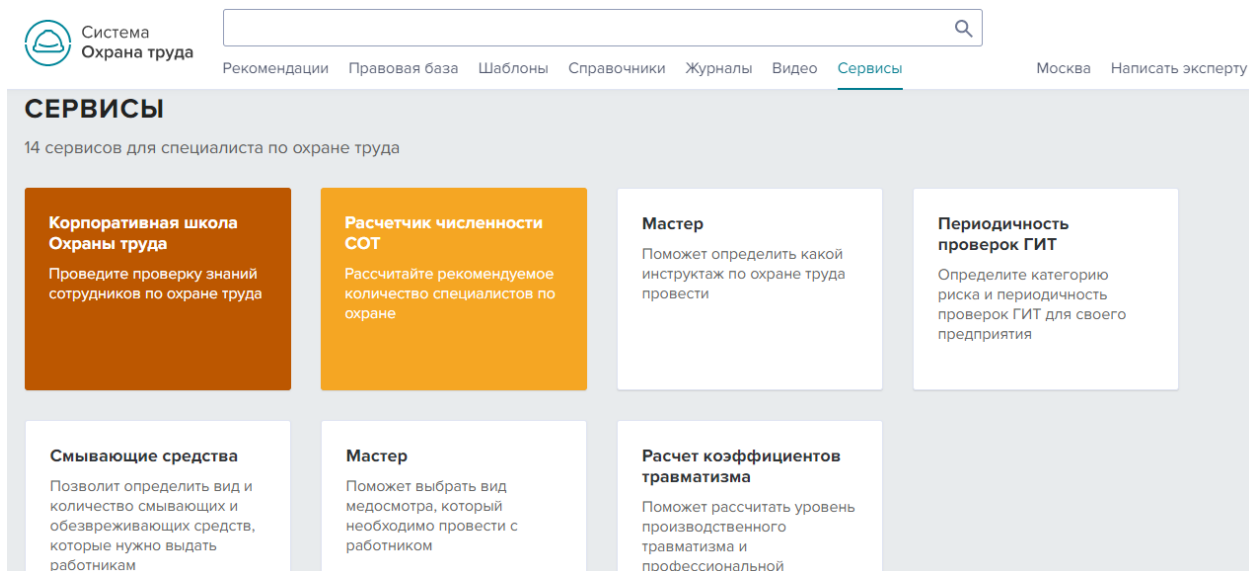 Система
Охрана труда
Рекомендации Правовая база Шаблоны Справочники Журналы Видео Сервисы Москва Написать эксперту
СЕРВИСЫ
14 сервисов для специалиста по охране труда
Корпоративная школа
Охраны труда
Проведите проверку знаний
сотрудников по охране труда
Расчетчик численности
СОТ
Рассчитайте рекомендуемое
количество специалистов по
охране
Мастер
Поможет определить какой
инструктаж по охране труда
провести
Периодичность
проверок ГИТ
Определите категорию
риска и периодичность
проверок ГИТ для своего
предприятия
Смывающие средства
Позволит определить вид и
количество смывающих и
обезвреживающих средств,
которые нужно выдать
работникам
Мастер
Поможет выбрать вид
медосмотра, который
необходимо провести с
работником
Расчет коэффициентов
травматизма
Поможет рассчитать уровень
производственного
травматизма и
профессиональной